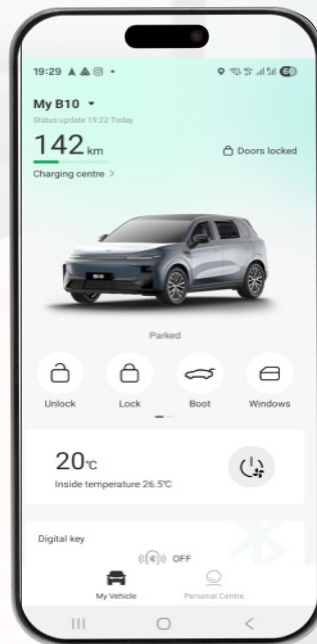 19:29
60
My B10
Status update 19:22 Today
142 km
Doors locked
Charging centre >
B10
Parked
Unlock Lock Boot Windows
20℃
Inside temperature 26.5℃
Digital key
OFF
My Vehicle Personal Centre